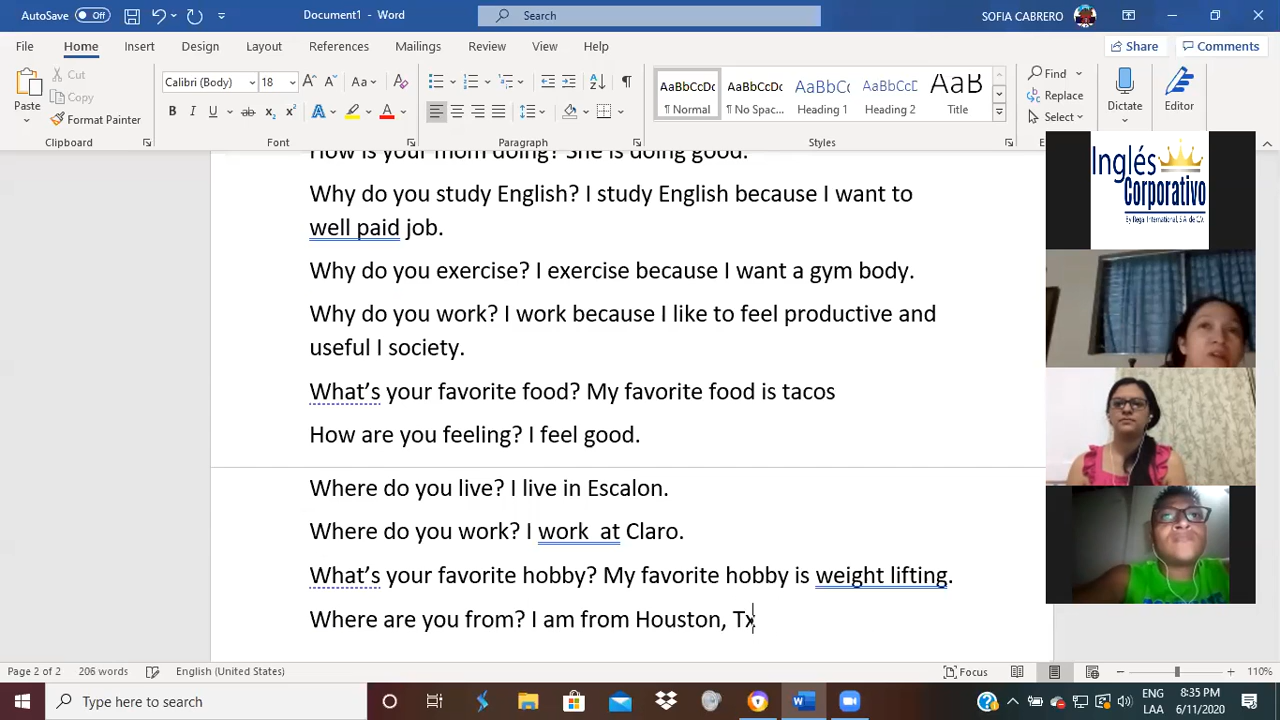 AutoSave Off Document1 - Word Search SOFIA CABRERO
File Home Insert Design Layout References Mailings Review View Help Share Comments
Paste Cut Copy Format Painter
Calibri (Body) 18
AaBbCcDc AaBbCcDc AaBbCc AaBbCcE AaB
¶ Normal ¶ No Spac... Heading 1 Heading 2 Title
Find Replace Select
Dictate Editor
Clipboard Font Paragraph Styles
How is your mom doing? She is doing good.
Why do you study English? I study English because I want to
well paid job.
Why do you exercise? I exercise because I want a gym body.
Why do you work? I work because I like to feel productive and
useful I society.
What's your favorite food? My favorite food is tacos
How are you feeling? I feel good.
Where do you live? I live in Escalon.
Where do you work? I work at Claro.
What's your favorite hobby? My favorite hobby is weight lifting.
Where are you from? I am from Houston, Tx
Inglés
Corporativo
By Regal International, S.A. de C.V.
Page 2 of 2 206 words English (United States) Focus 110%
Type here to search
ENG
LAA
8:35 PM
6/11/2020